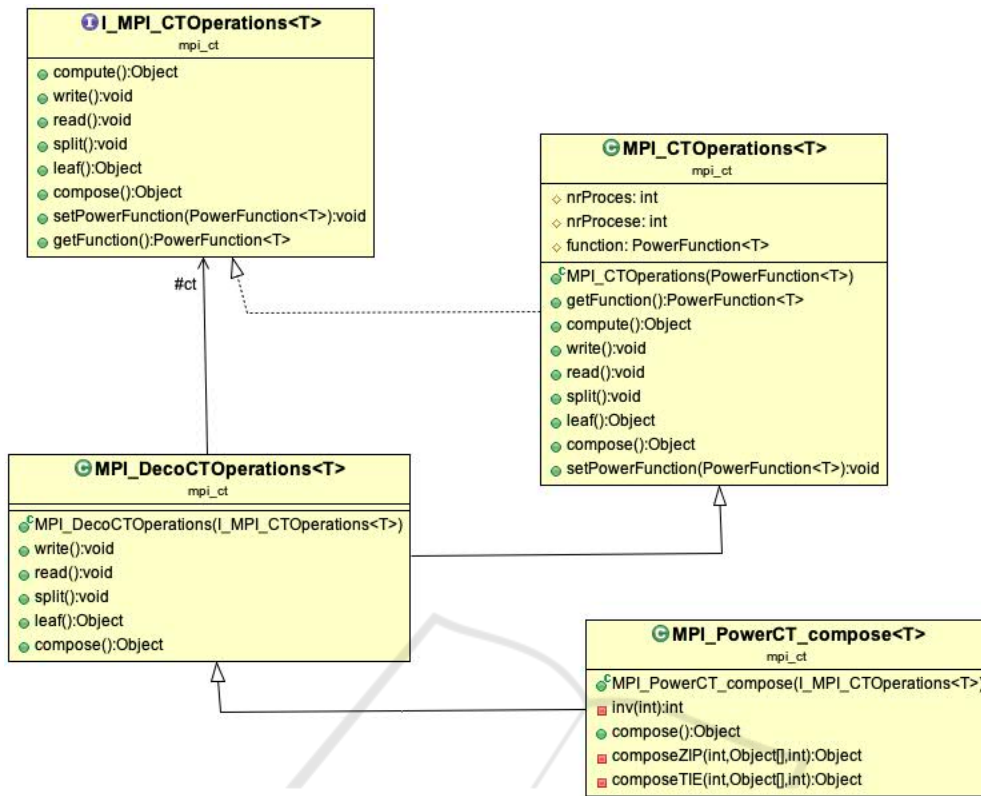 I_MPI_CTOperations<T>
mpi_ct
compute():Object
write():void
read():void
split():void
leaf():Object
compose():Object
setPowerFunction(PowerFunction<T>):void
getFunction():PowerFunction<T>
#ct
MPI_CTOperations<T>
mpi_ct
nrProces: int
nrProcese: int
function: PowerFunction<T>
MPI_CTOperations(PowerFunction<T>)
getFunction():PowerFunction<T>
compute():Object
write():void
read():void
split():void
leaf():Object
compose():Object
setPowerFunction(PowerFunction<T>):void
MPI_DecoCTOperations<T>
mpi_ct
MPI_DecoCTOperations(I_MPI_CTOperations<T>)
write():void
read():void
split():void
leaf():Object
compose():Object
MPI_PowerCT_compose<T>
mpi_ct
MPI_PowerCT_compose(I_MPI_CTOperations<T>)
inv(int):int
compose():Object
composeZIP(int,Object[],int):Object
composeTIE(int,Object[],int):Object